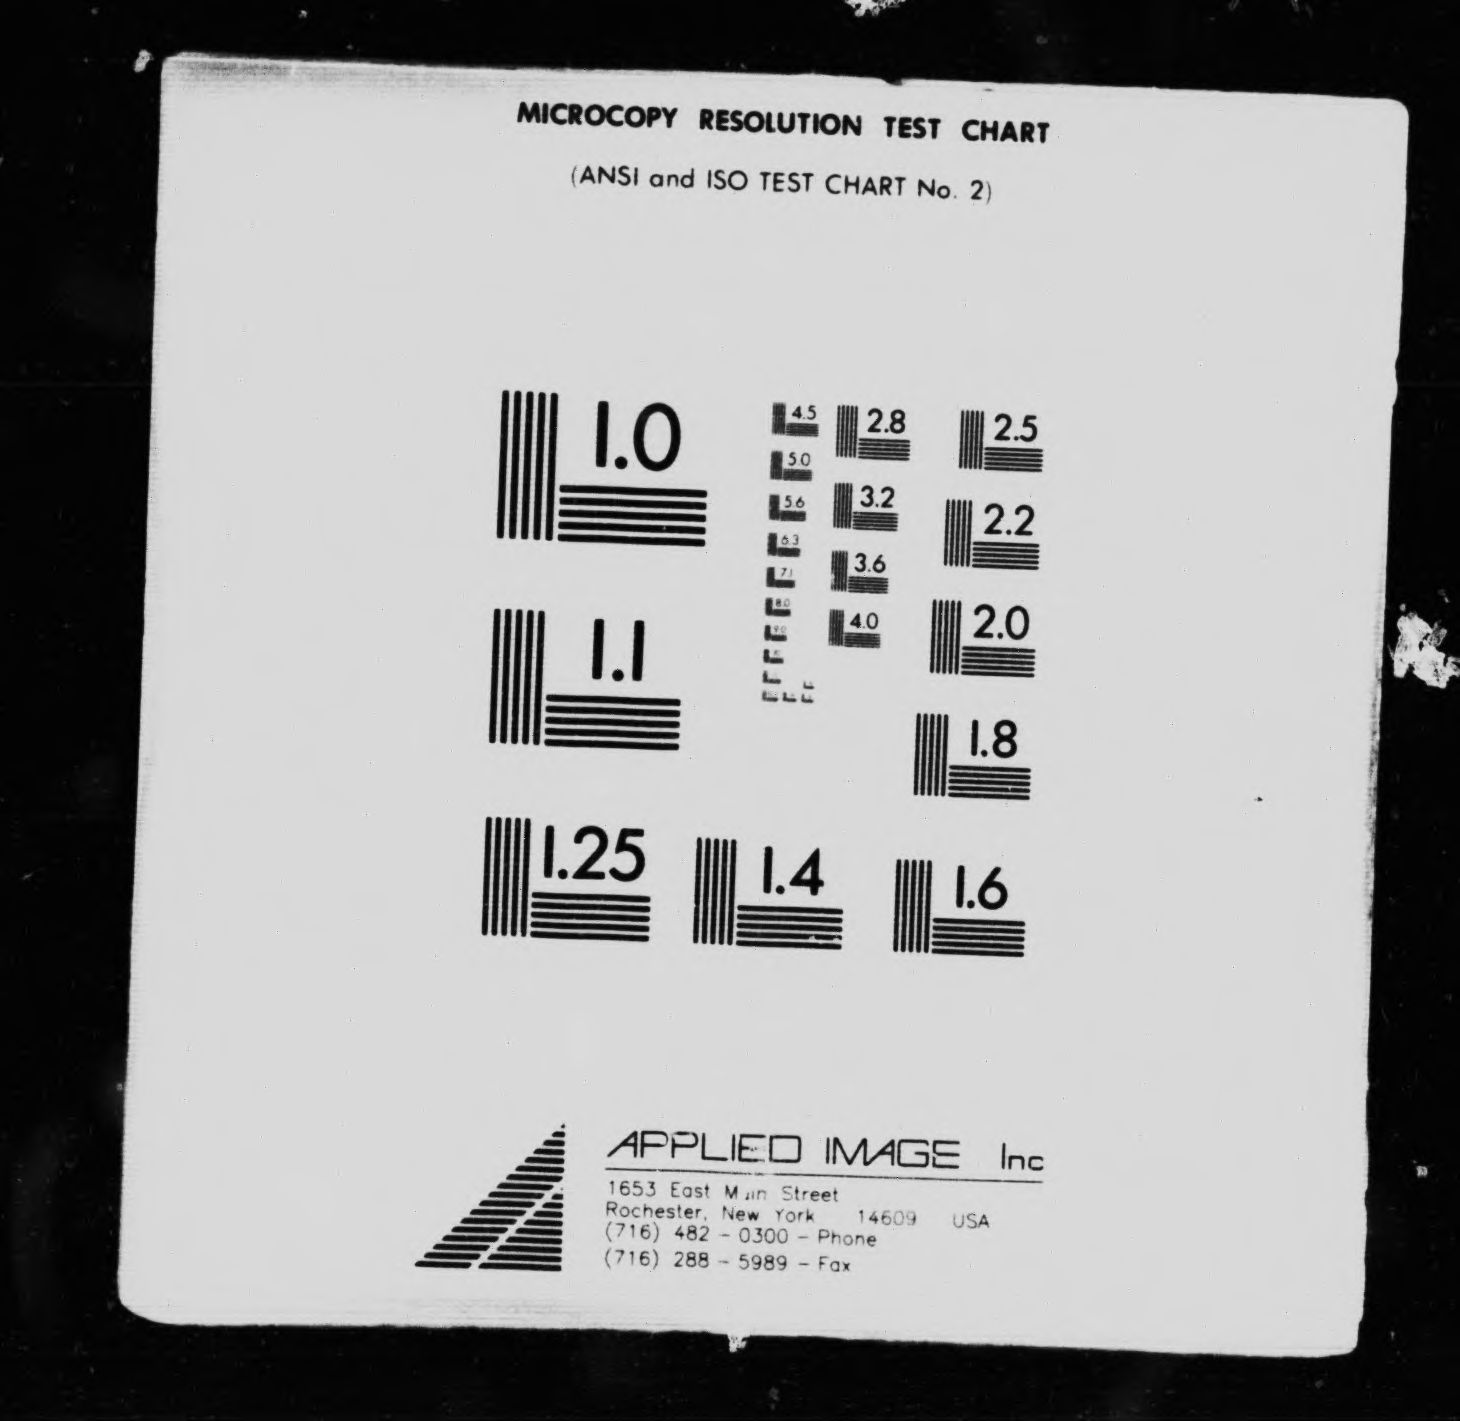 MICROCOPY RESOLUTION TEST CHART
(ANSI and ISO TEST CHART No. 2)
1.0
1.1
1.25
1.4
1.6
1.8
2.0
2.2
2.5
2.8
3.2
3.6
4.0
4.5
5.0
5.6
6.3
7.1
8.0
9.0
APPLIED IMAGE Inc
1653 East Main Street
Rochester, New York 14609 USA
(716) 482 - 0300 - Phone
(716) 288 - 5989 - Fax